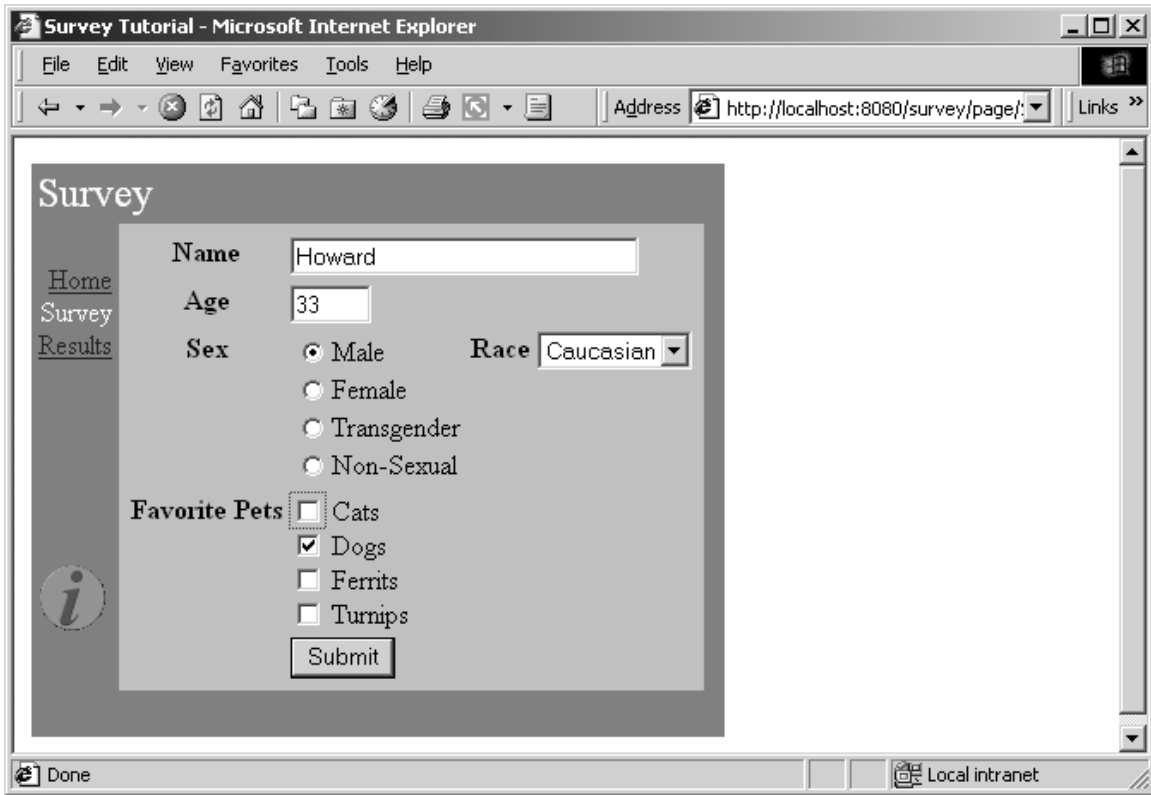 Survey Tutorial - Microsoft Internet Explorer
File Edit View Favorites Tools Help
Address http://localhost:8080/survey/page/ Links »
Survey
Home
Survey
Results
Name Howard
Age 33
Sex Male Race Caucasian
Female
Transgender
Non-Sexual
Favorite Pets Cats
Dogs
Ferrits
Turnips
Submit
i
Done Local intranet